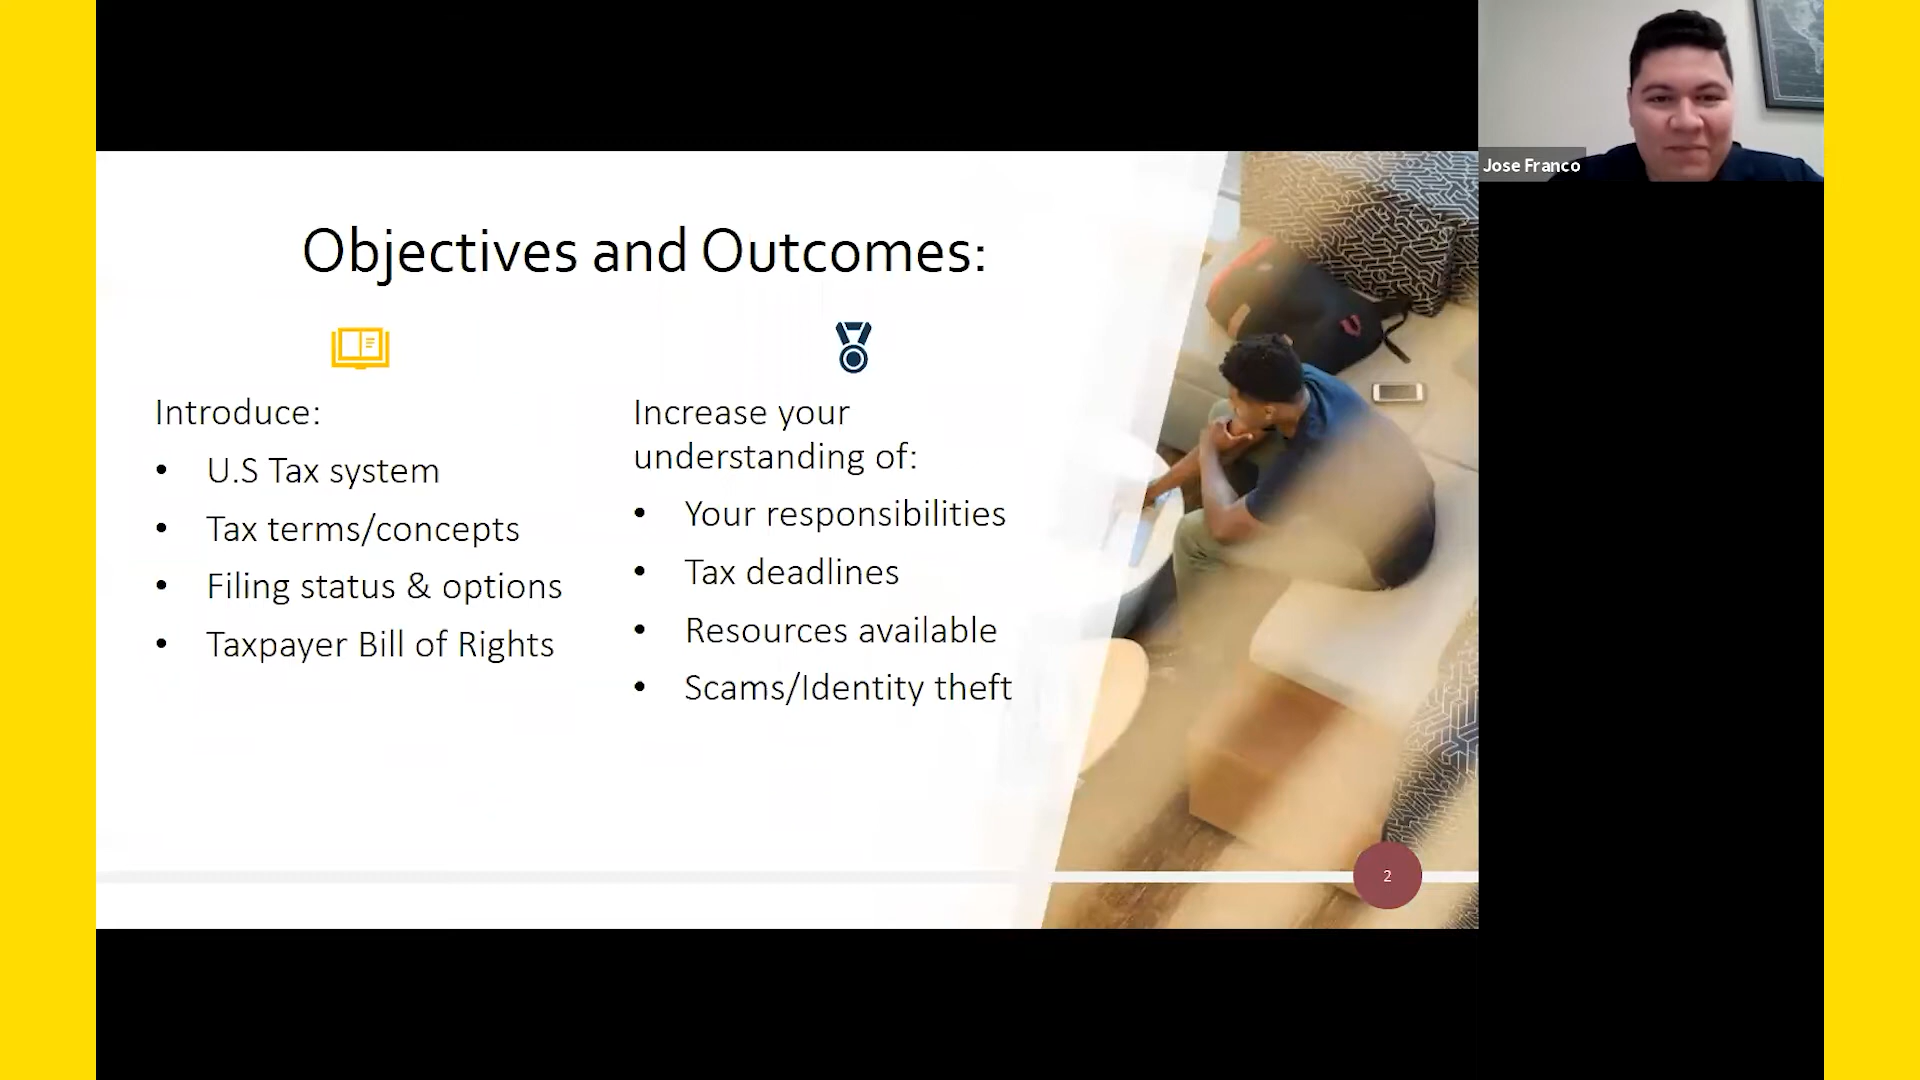 Jose Franco
Objectives and Outcomes:
Introduce:
• U.S Tax system
• Tax terms/concepts
• Filing status & options
• Taxpayer Bill of Rights
Increase your
understanding of:
• Your responsibilities
• Tax deadlines
• Resources available
• Scams/Identity theft
2